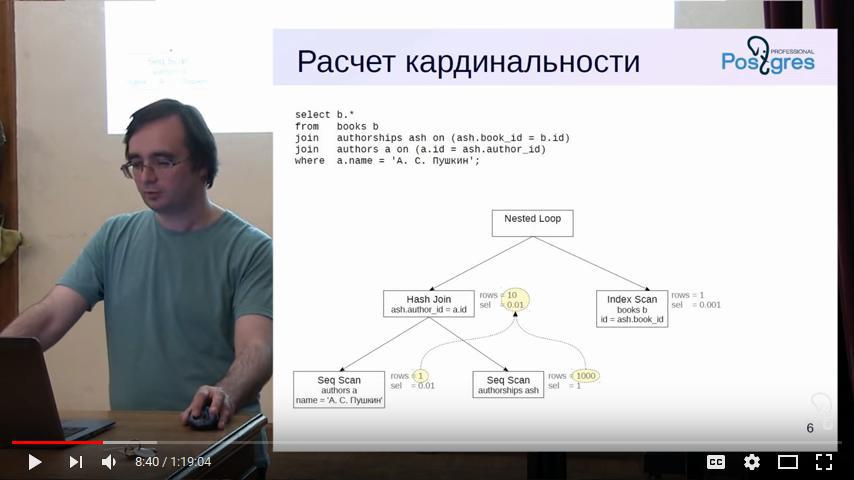 Расчет кардинальности
PROFESSIONAL
Postgres
select b.*
from books b
join authorships ash on (ash.book_id = b.id)
join authors a on (a.id = ash.author_id)
where a.name = 'А. С. Пушкин';
Nested Loop
Hash Join
ash.author_id = a.id
rows = 10
sel = 0.01
Index Scan
books b
id = ash.book_id
rows = 1
sel = 0.001
Seq Scan
authors a
name = 'А. С. Пушкин'
rows = 1
sel = 0.01
Seq Scan
authorships ash
rows = 1000
sel = 1
6
8:40 / 1:19:04
CC